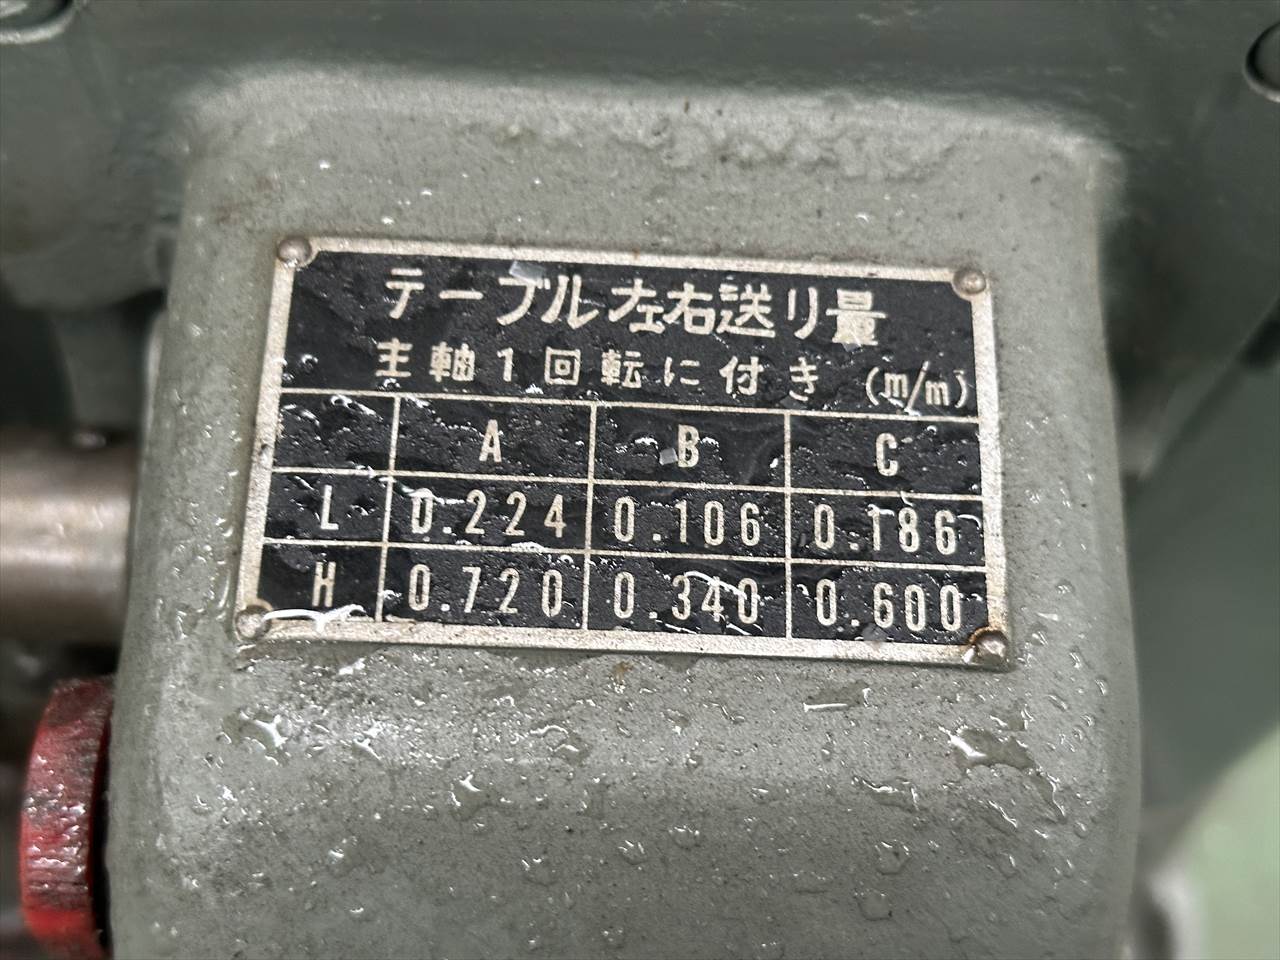 テーブル左右送り量
主軸1回転に付き (m/m)
A B C
L 0.224 0.106 0.186
H 0.720 0.340 0.600